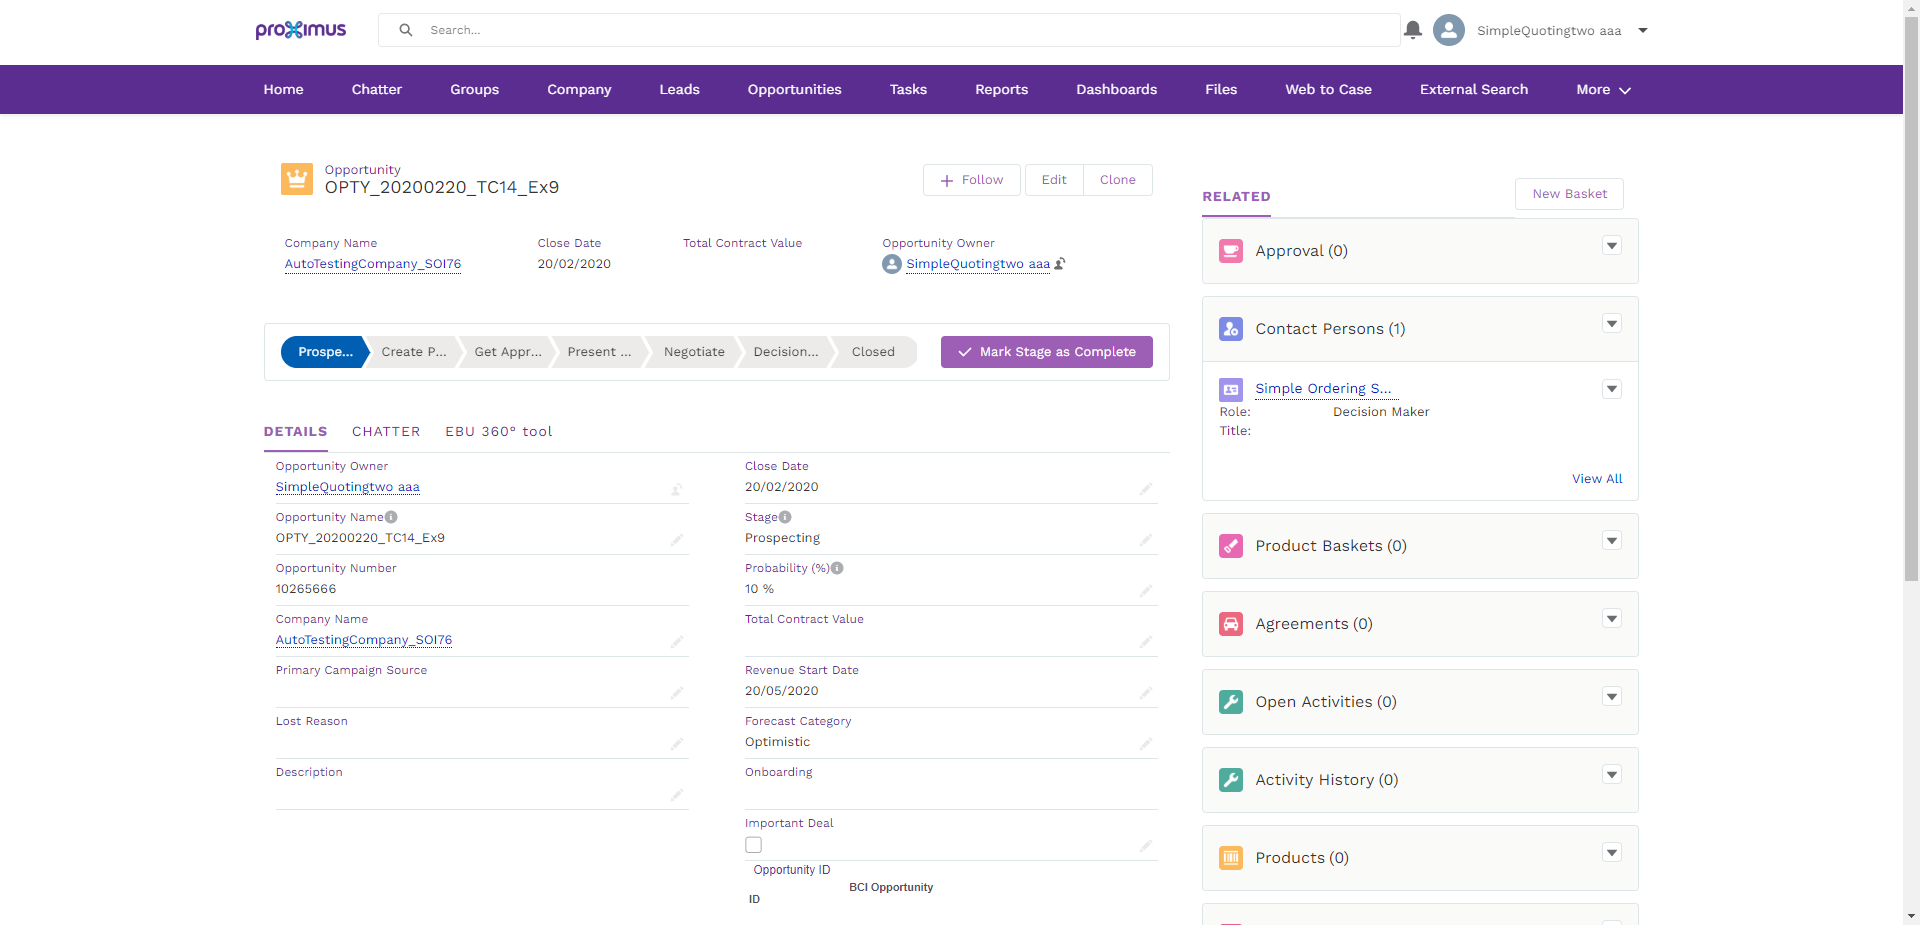 proximus
Search...
SimpleQuotingtwo aaa
Home Chatter Groups Company Leads Opportunities Tasks Reports Dashboards Files Web to Case External Search More
Opportunity
OPTY_20200220_TC14_Ex9
Follow Edit Clone
Company Name Close Date Total Contract Value Opportunity Owner
AutoTestingCompany_SOI76 20/02/2020 SimpleQuotingtwo aaa
Prospe... Create P... Get Appr... Present ... Negotiate Decision... Closed Mark Stage as Complete
DETAILS CHATTER EBU 360° tool
Opportunity Owner
SimpleQuotingtwo aaa
Opportunity Name
OPTY_20200220_TC14_Ex9
Opportunity Number
10265666
Company Name
AutoTestingCompany_SOI76
Primary Campaign Source
Lost Reason
Description
Close Date
20/02/2020
Stage
Prospecting
Probability (%)
10 %
Total Contract Value
Revenue Start Date
20/05/2020
Forecast Category
Optimistic
Onboarding
Important Deal
Opportunity ID
BCI Opportunity
ID
RELATED New Basket
Approval (0)
Contact Persons (1)
Simple Ordering S...
Role: Decision Maker
Title:
View All
Product Baskets (0)
Agreements (0)
Open Activities (0)
Activity History (0)
Products (0)